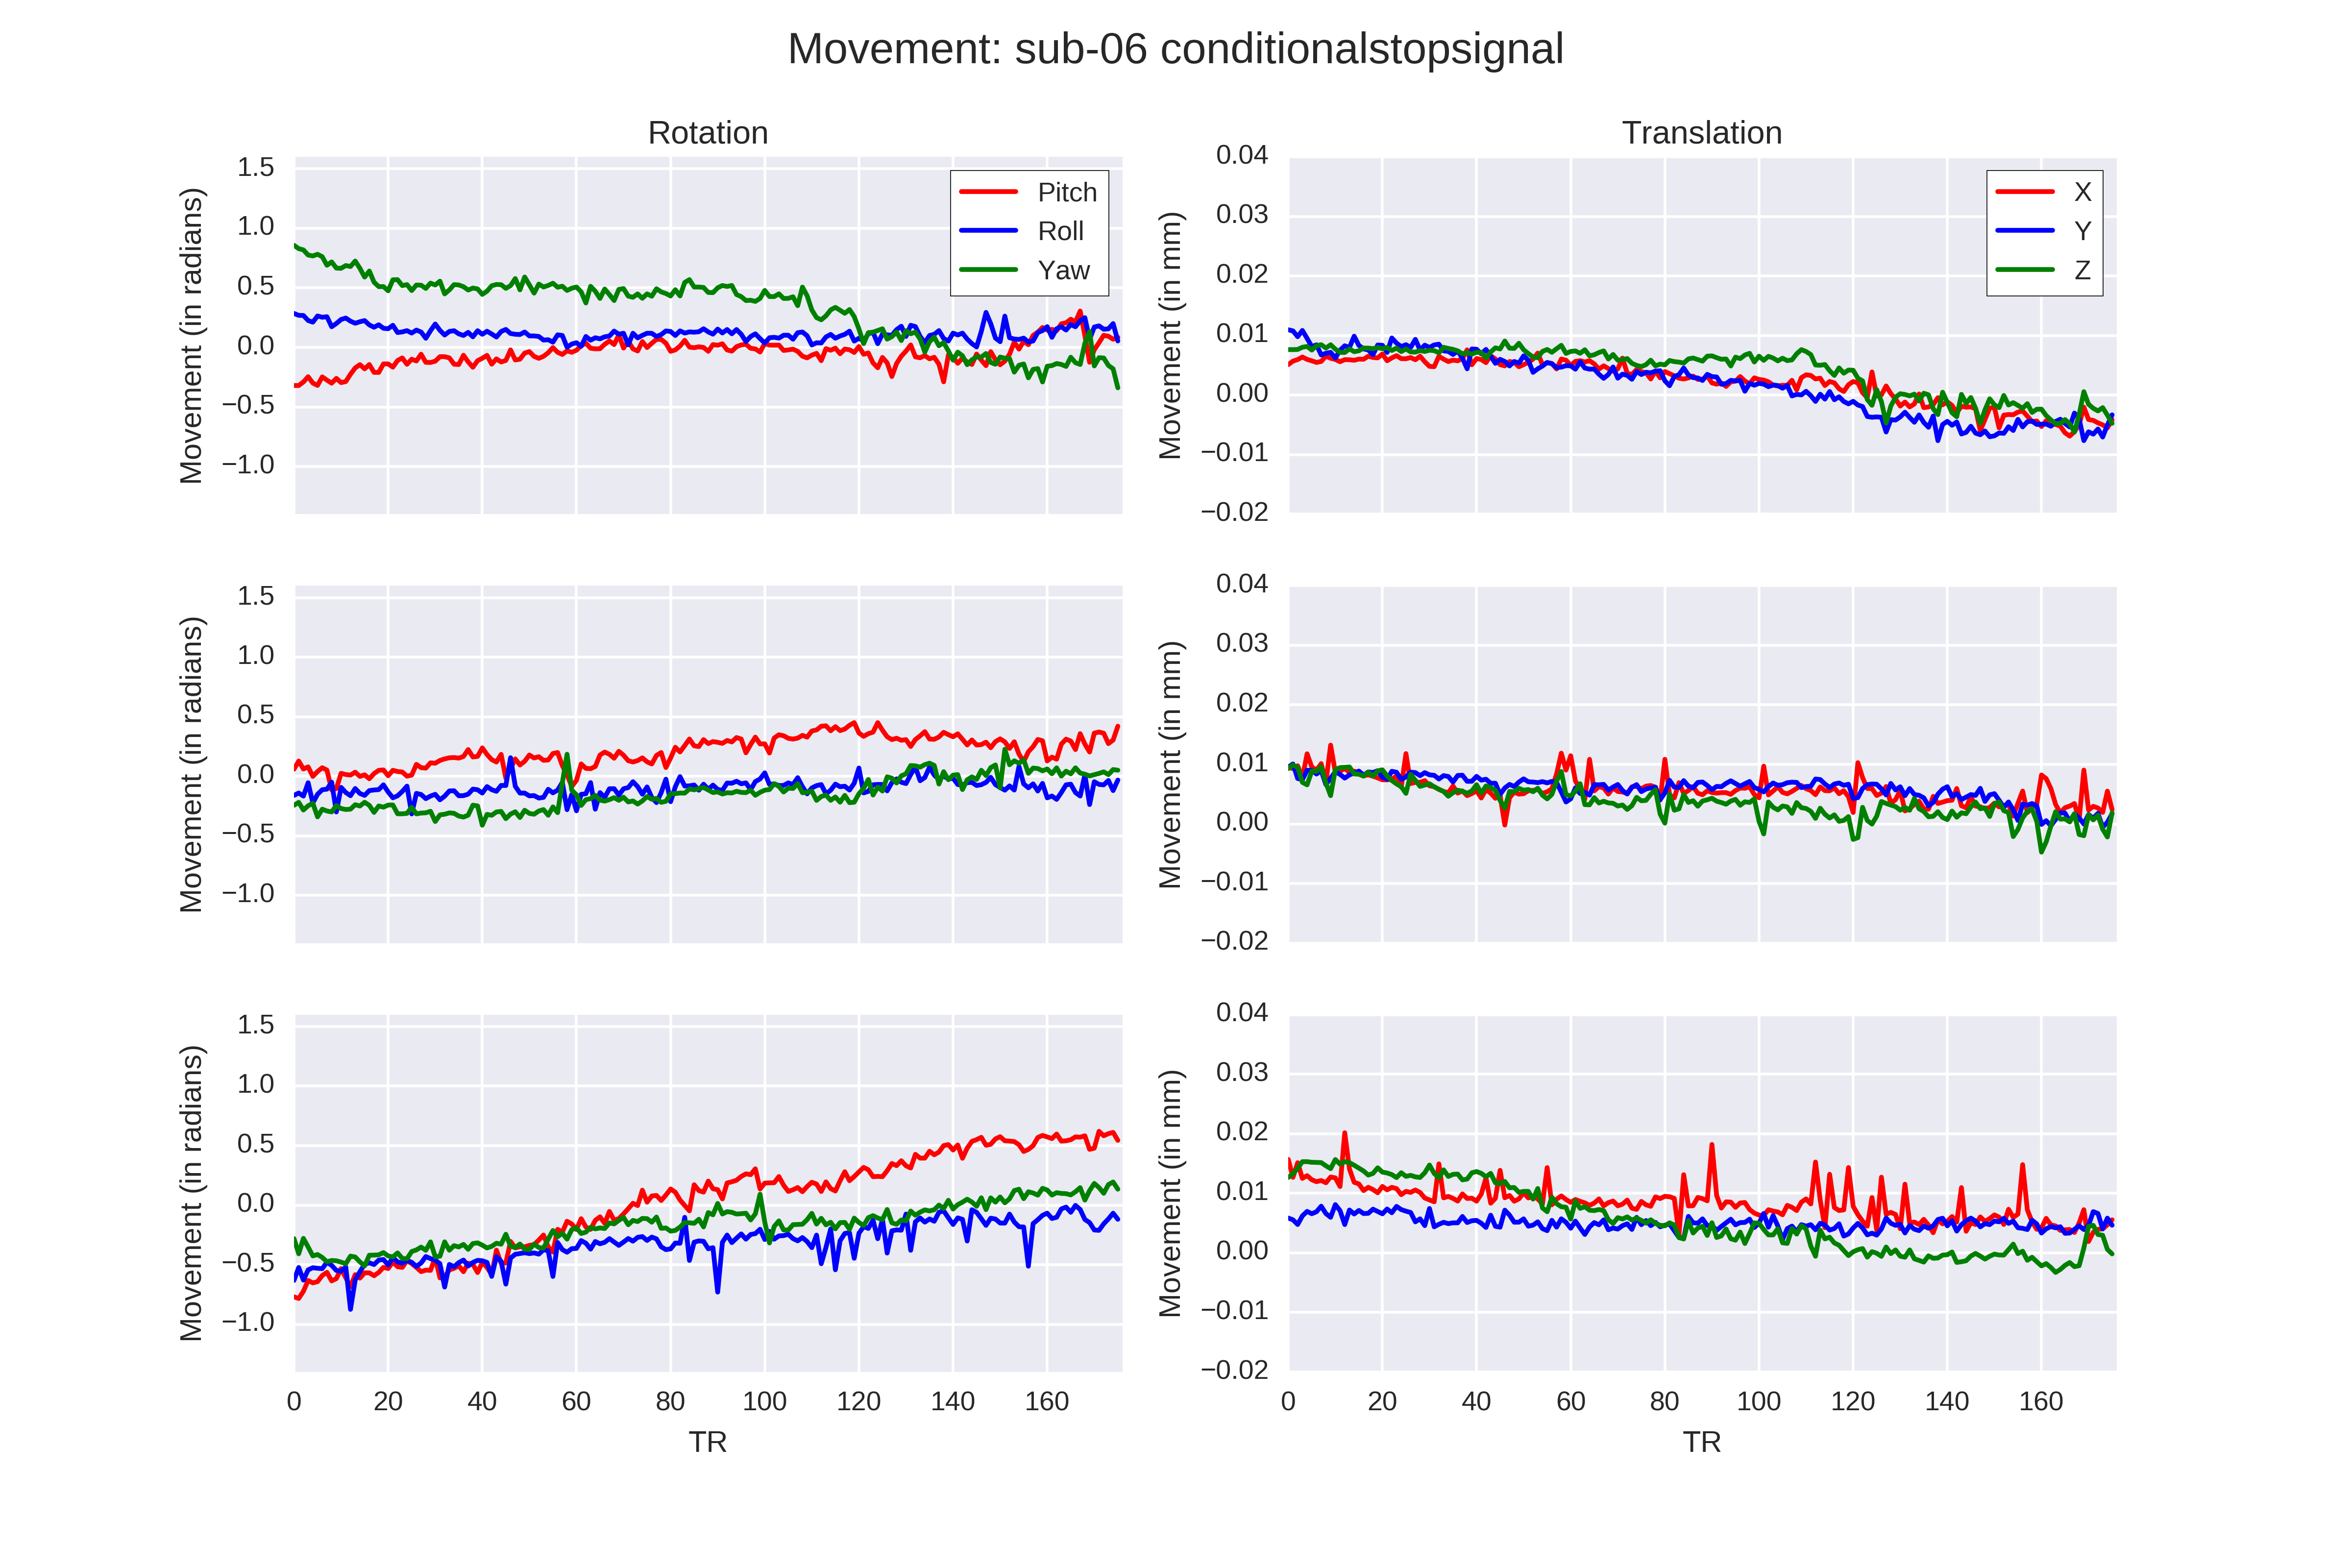 Movement: sub-06 conditionalstopsignal
Rotation
Translation
Movement (in radians)
1.5
1.0
0.5
0.0
−0.5
−1.0
Pitch
Roll
Yaw
Movement (in mm)
0.04
0.03
0.02
0.01
0.00
−0.01
−0.02
X
Y
Z
Movement (in radians)
1.5
1.0
0.5
0.0
−0.5
−1.0
Movement (in mm)
0.04
0.03
0.02
0.01
0.00
−0.01
−0.02
Movement (in radians)
1.5
1.0
0.5
0.0
−0.5
−1.0
0 20 40 60 80 100 120 140 160
TR
Movement (in mm)
0.04
0.03
0.02
0.01
0.00
−0.01
−0.02
0 20 40 60 80 100 120 140 160
TR